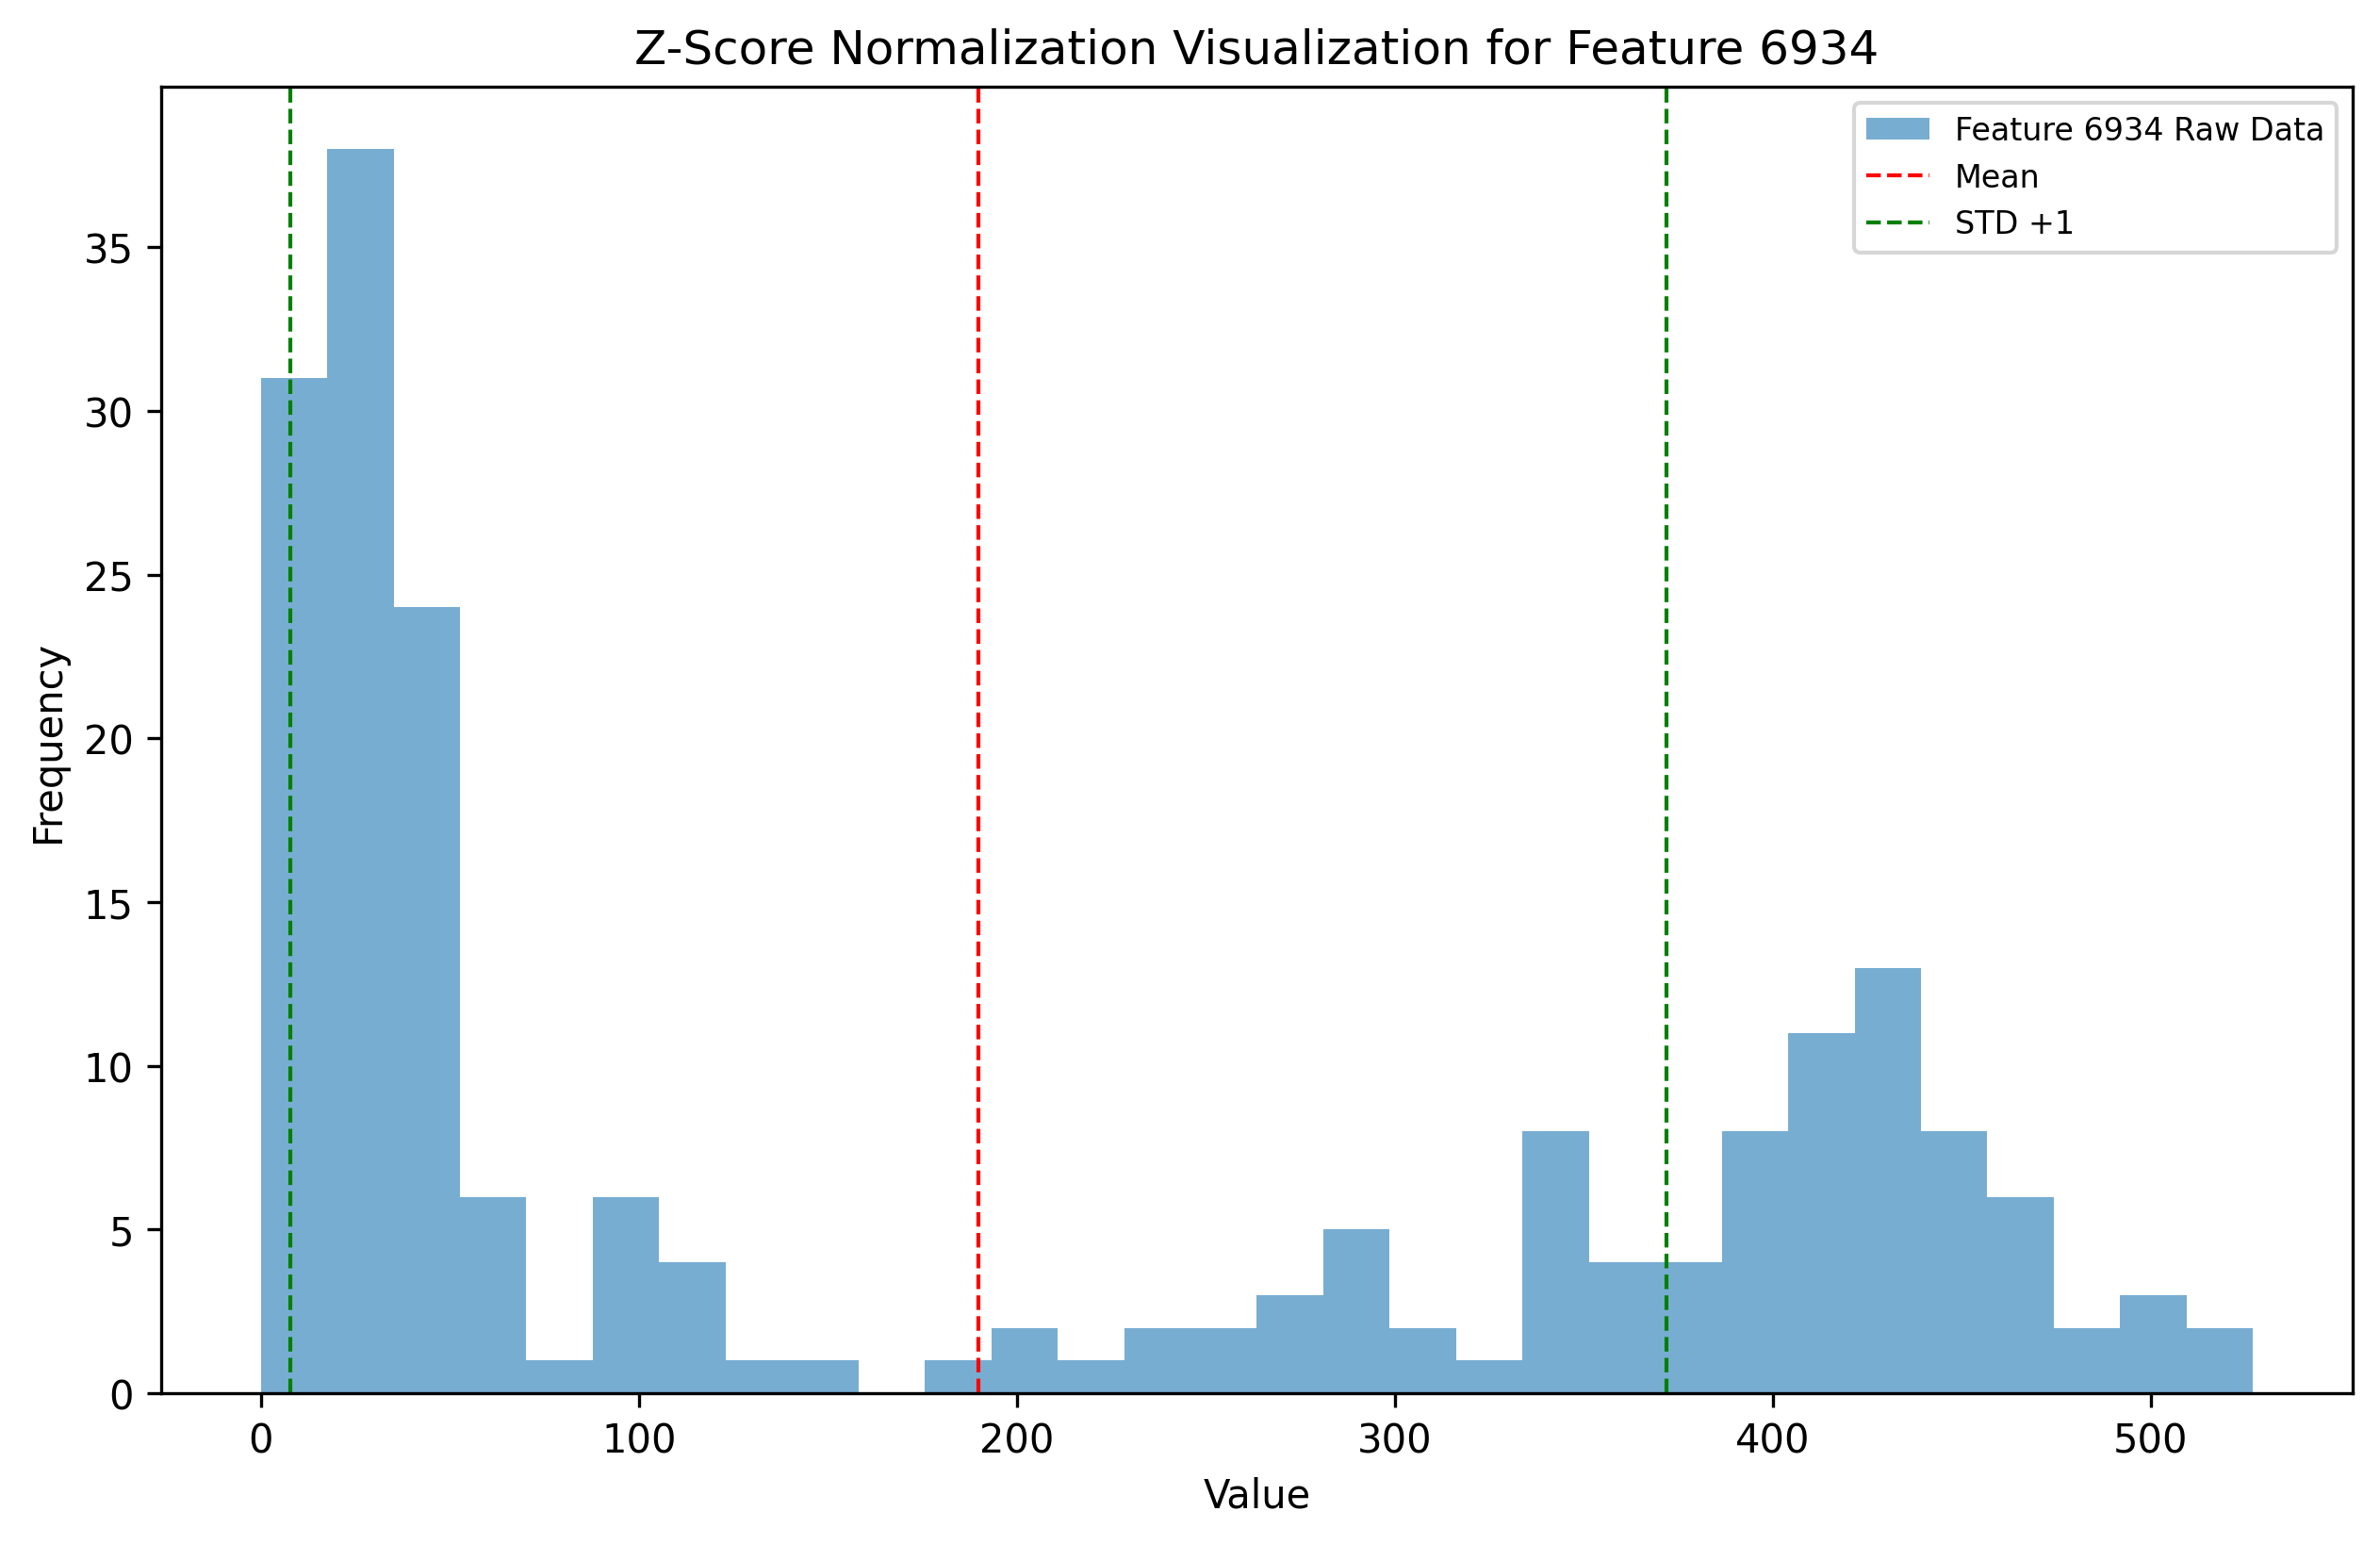 Z-Score Normalization Visualization for Feature 6934
Feature 6934 Raw Data
Mean
STD +1
Frequency
35
30
25
20
15
10
5
0
0 100 200 300 400 500
Value